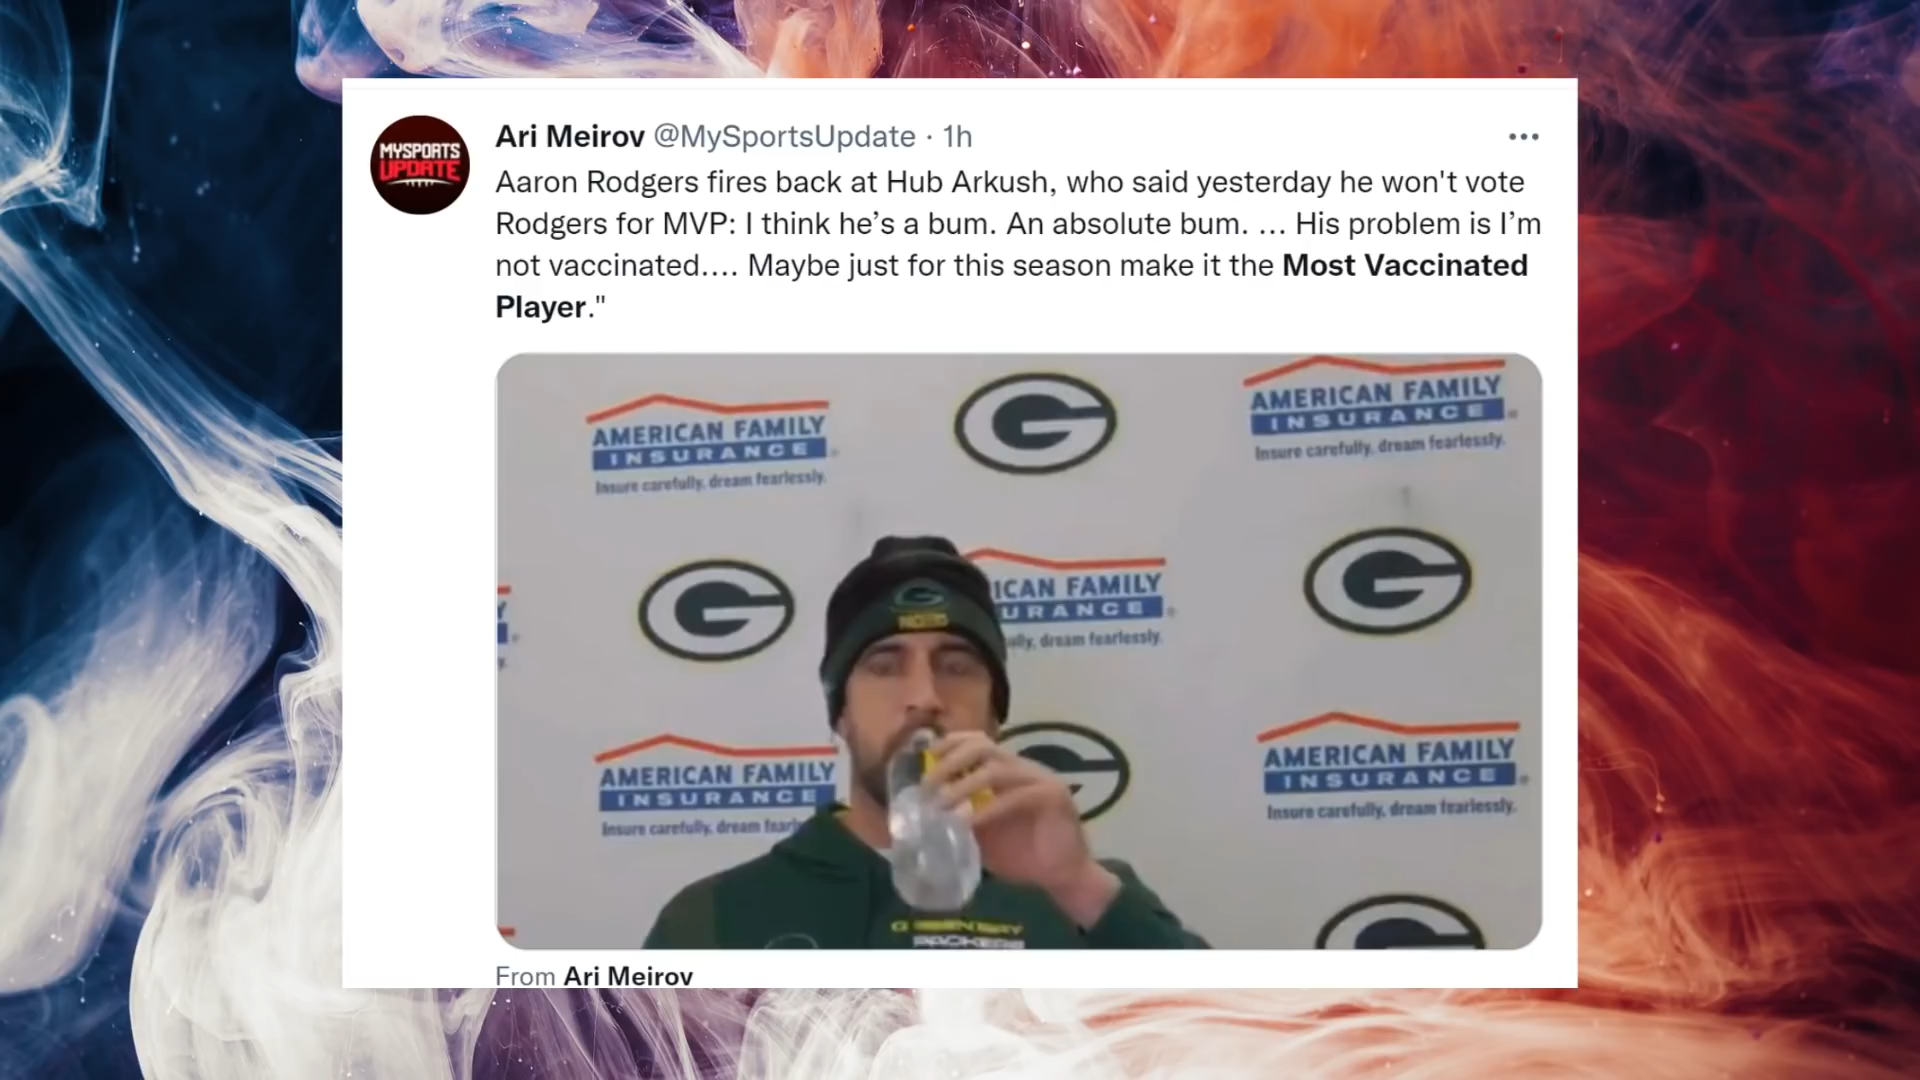 MYSPORTS
UPDATE
Ari Meirov @MySportsUpdate · 1h
Aaron Rodgers fires back at Hub Arkush, who said yesterday he won't vote
Rodgers for MVP: I think he’s a bum. An absolute bum. … His problem is I’m
not vaccinated…. Maybe just for this season make it the Most Vaccinated
Player."
AMERICAN FAMILY
INSURANCE
Insure carefully, dream fearlessly.
G
AMERICAN FAMILY
INSURANCE
Insure carefully, dream fearlessly.
G
ICAN FAMILY
URANCE
ully, dream fearlessly.
G
G
AMERICAN FAMILY
INSURANCE
Insure carefully, dream fearl
G
AMERICAN FAMILY
INSURANCE
Insure carefully, dream fearlessly.
GREEN BAY
PACKERS
From Ari Meirov